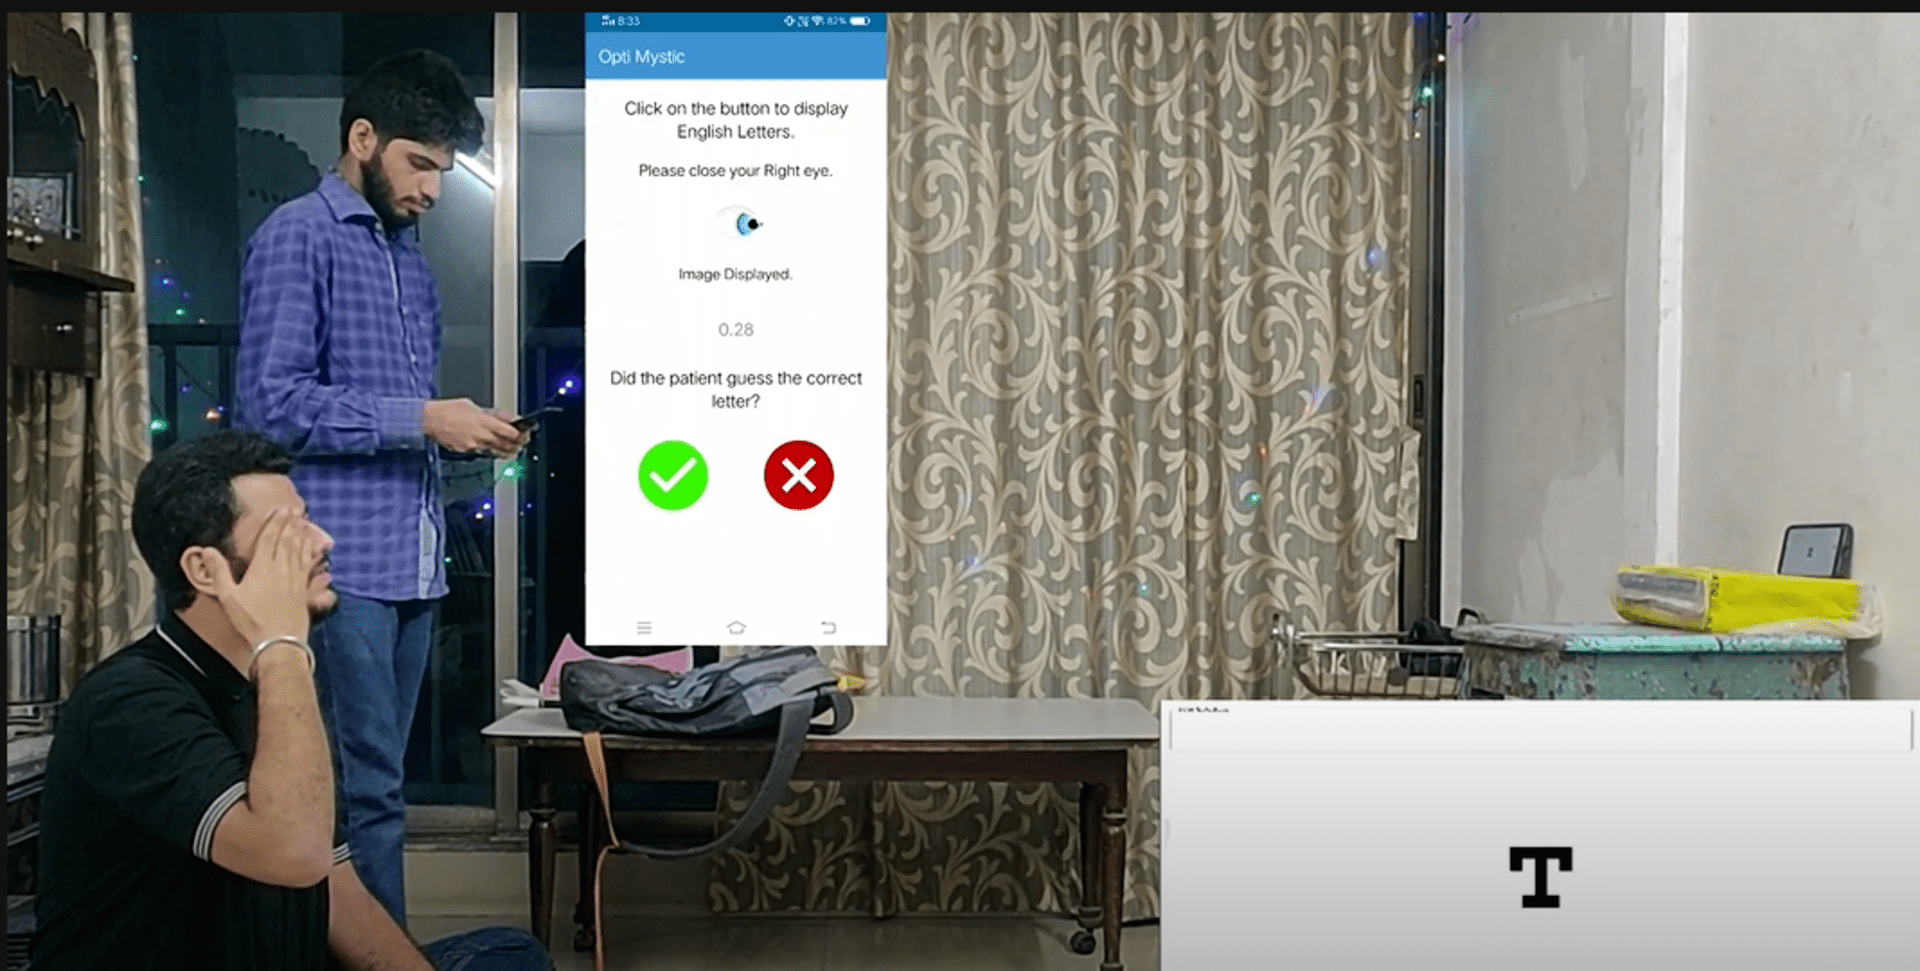 8:33
82%
Opti Mystic
Click on the button to display
English Letters.
Please close your Right eye.
Image Displayed.
0.28
Did the patient guess the correct
letter?
T